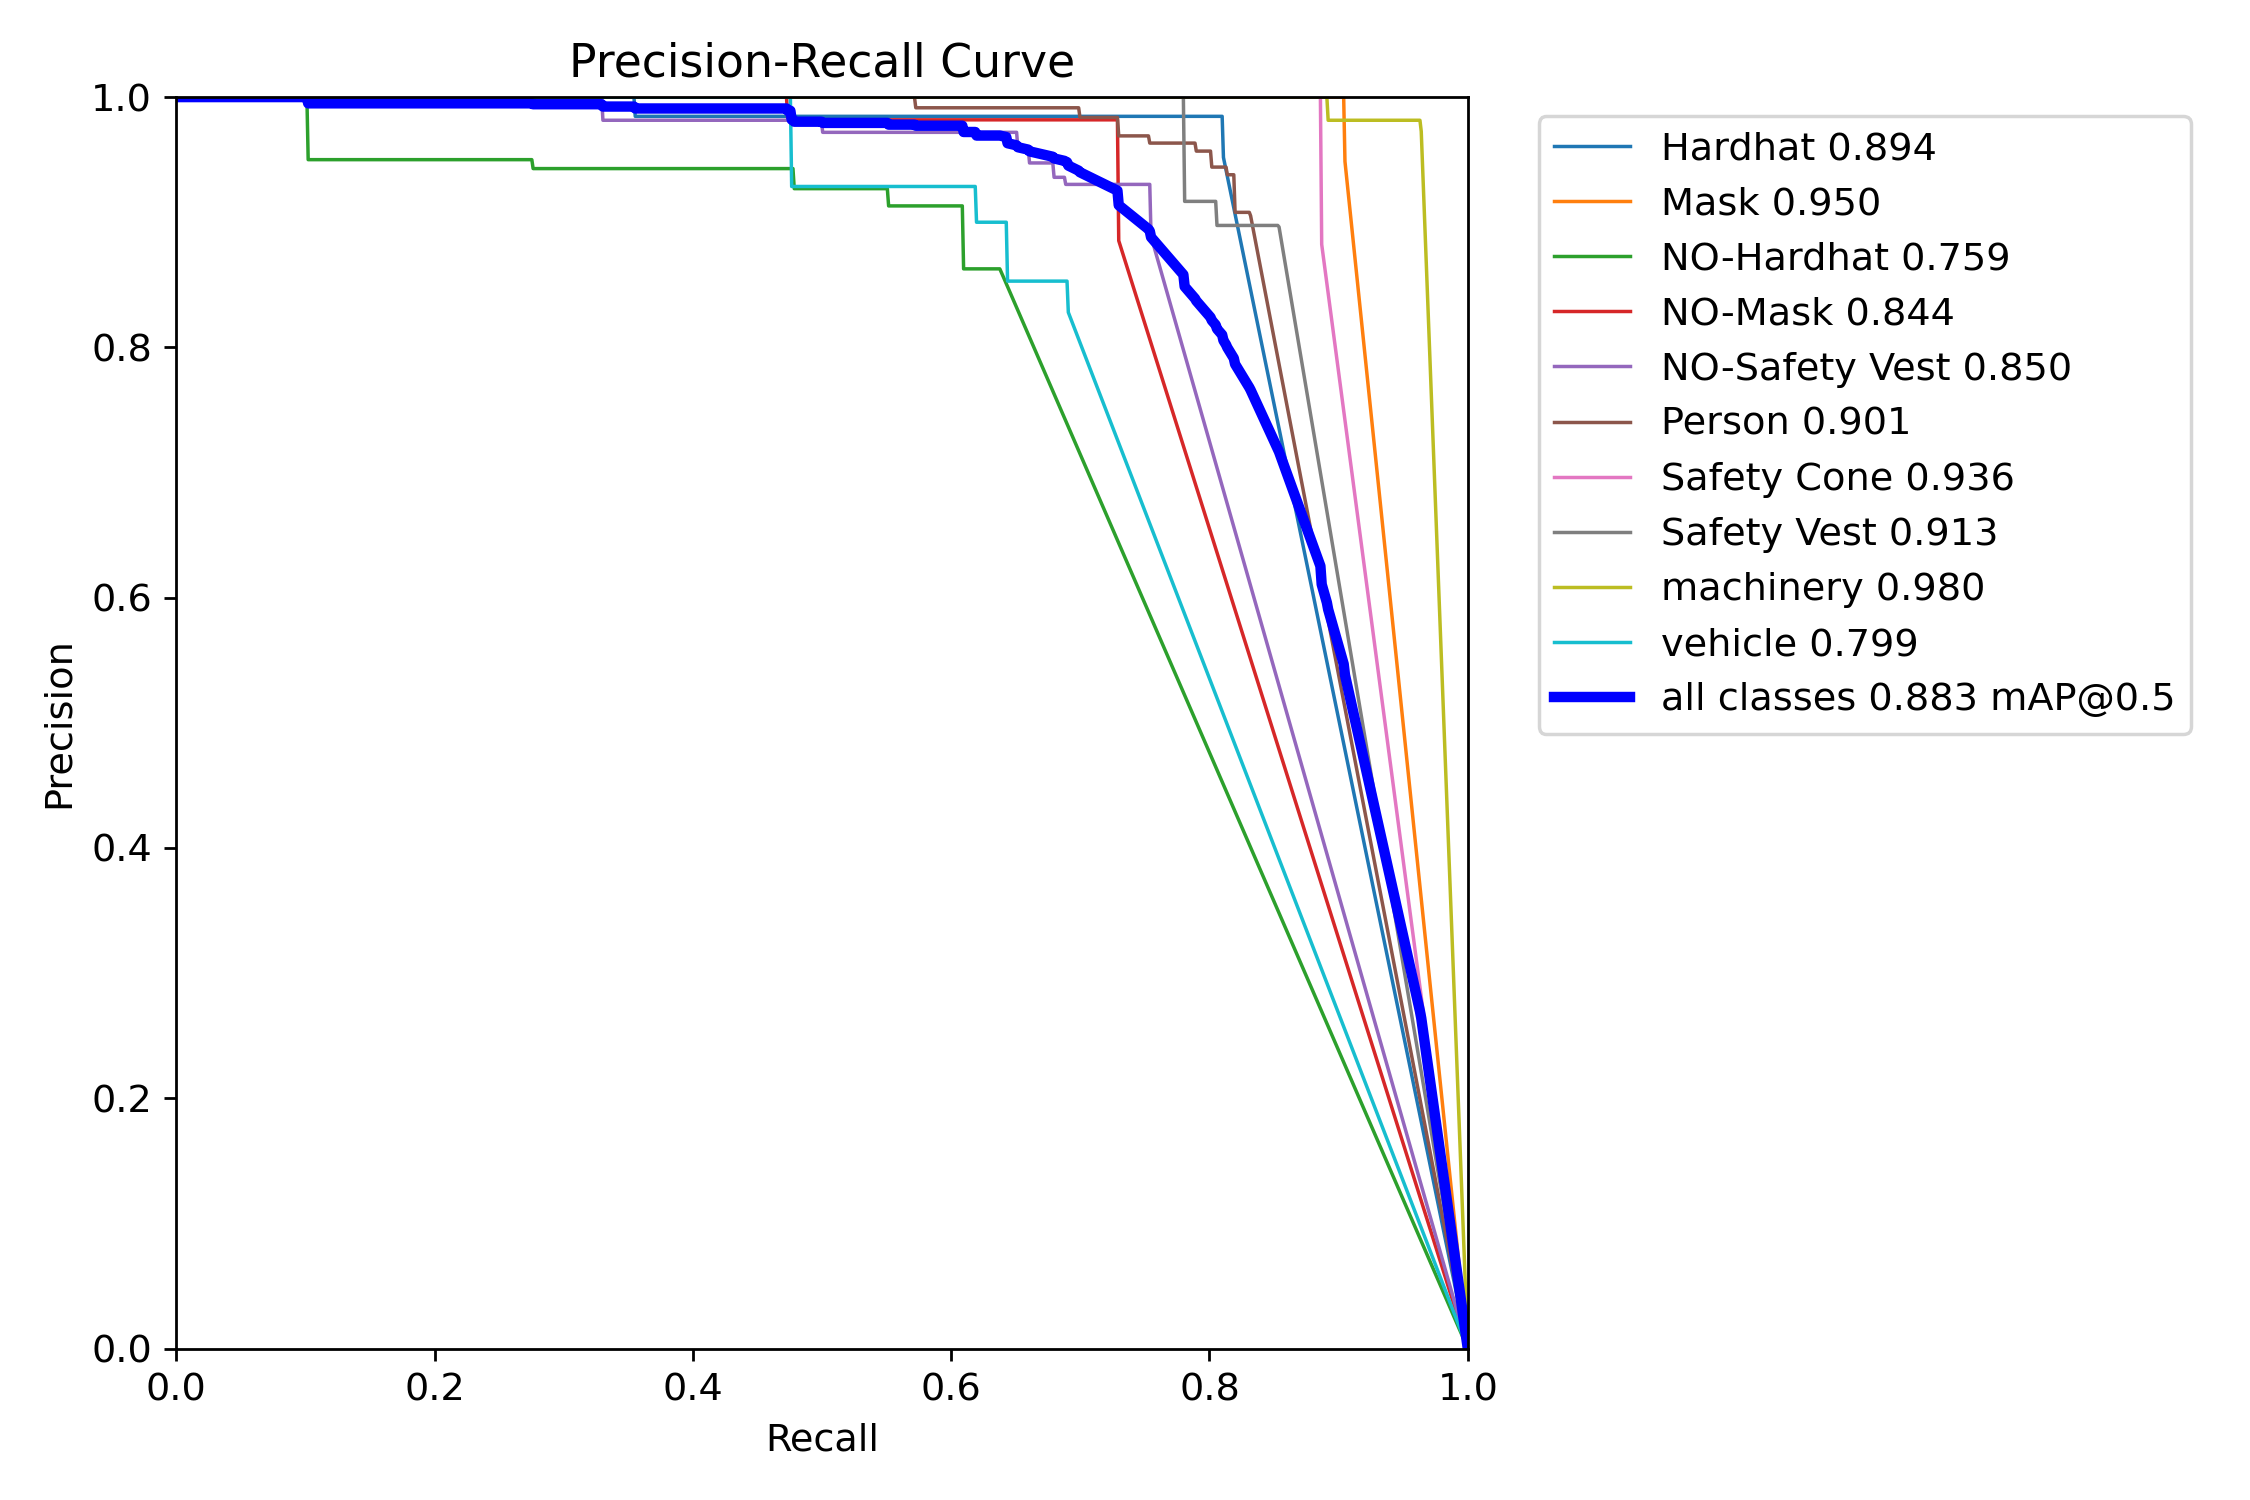 Precision-Recall Curve
1.0
0.8
0.6
0.4
0.2
0.0
Precision
0.0 0.2 0.4 0.6 0.8 1.0
Recall
Hardhat 0.894
Mask 0.950
NO-Hardhat 0.759
NO-Mask 0.844
NO-Safety Vest 0.850
Person 0.901
Safety Cone 0.936
Safety Vest 0.913
machinery 0.980
vehicle 0.799
all classes 0.883 mAP@0.5